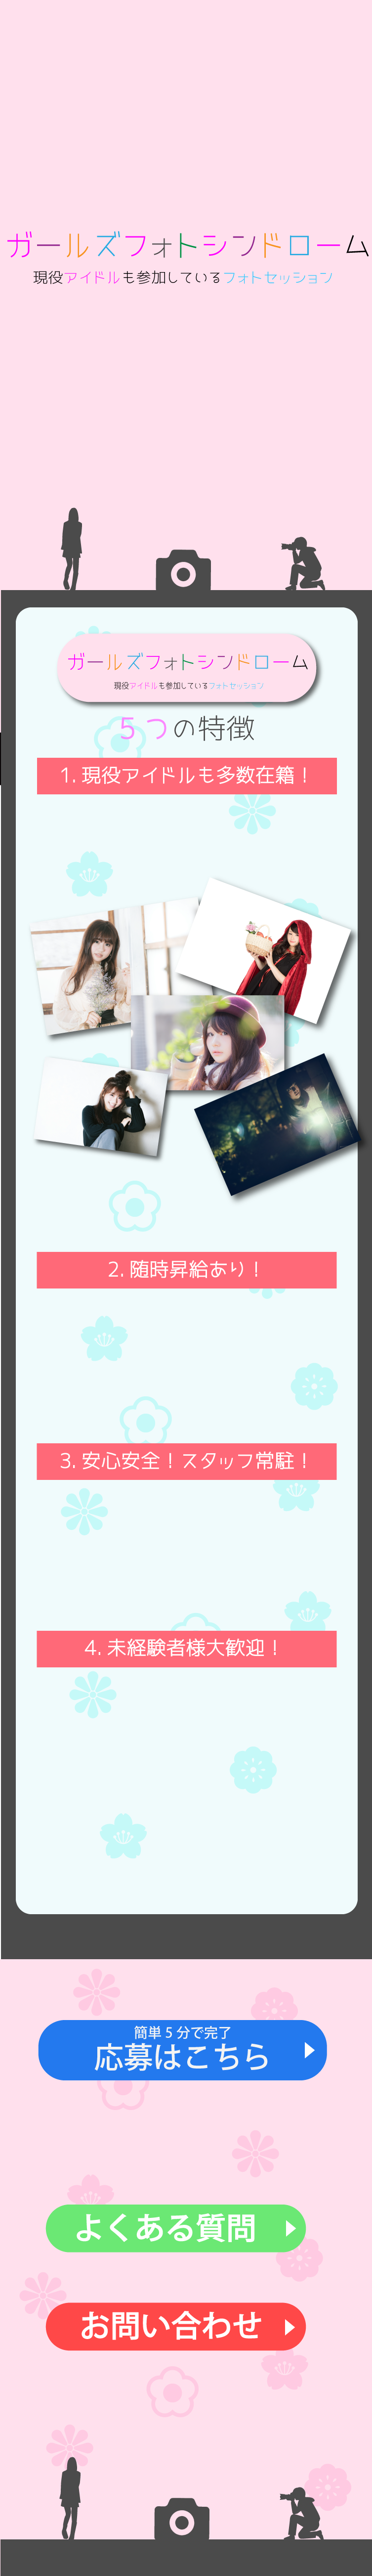 ガールズフォトシンドローム
現役アイドルも参加しているフォトセッション
ガールズフォトシンドローム
現役アイドルも参加しているフォトセッション
５つの特徴
1. 現役アイドルも多数在籍！
2. 随時昇給あり！
3. 安心安全！スタッフ常駐！
4. 未経験者様大歓迎！
簡単 5 分で完了
応募はこちら
よくある質問
お問い合わせ